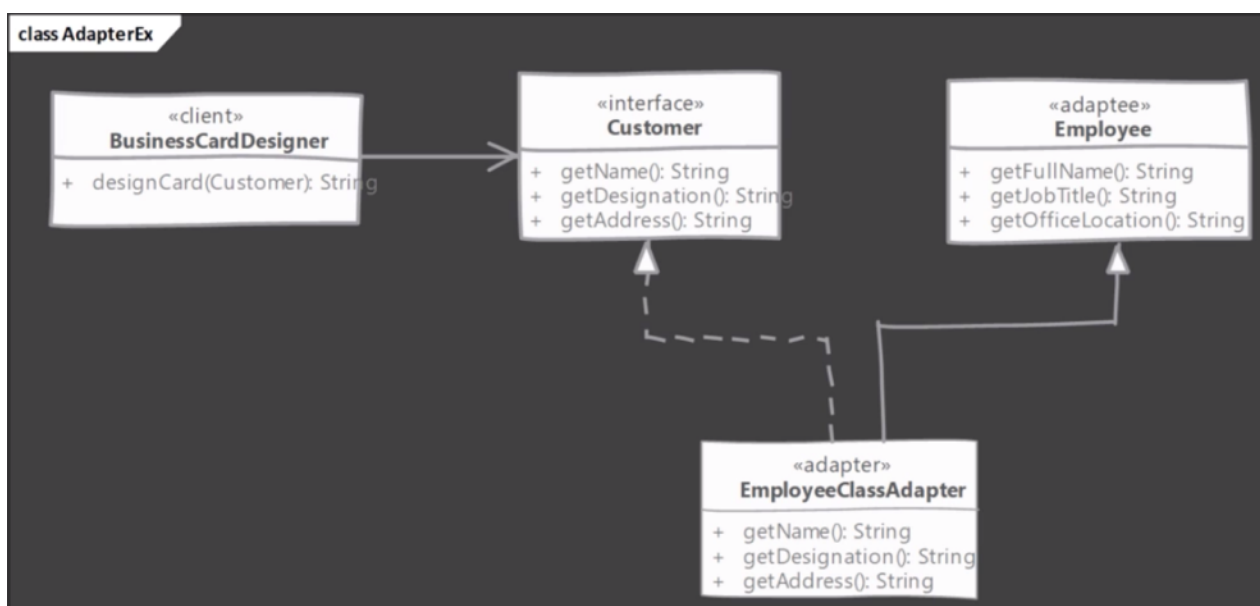 class AdapterEx
«client»
BusinessCardDesigner
+ designCard(Customer): String
«interface»
Customer
+ getName(): String
+ getDesignation(): String
+ getAddress(): String
«adaptee»
Employee
+ getFullName(): String
+ getJobTitle(): String
+ getOfficeLocation(): String
«adapter»
EmployeeClassAdapter
+ getName(): String
+ getDesignation(): String
+ getAddress(): String